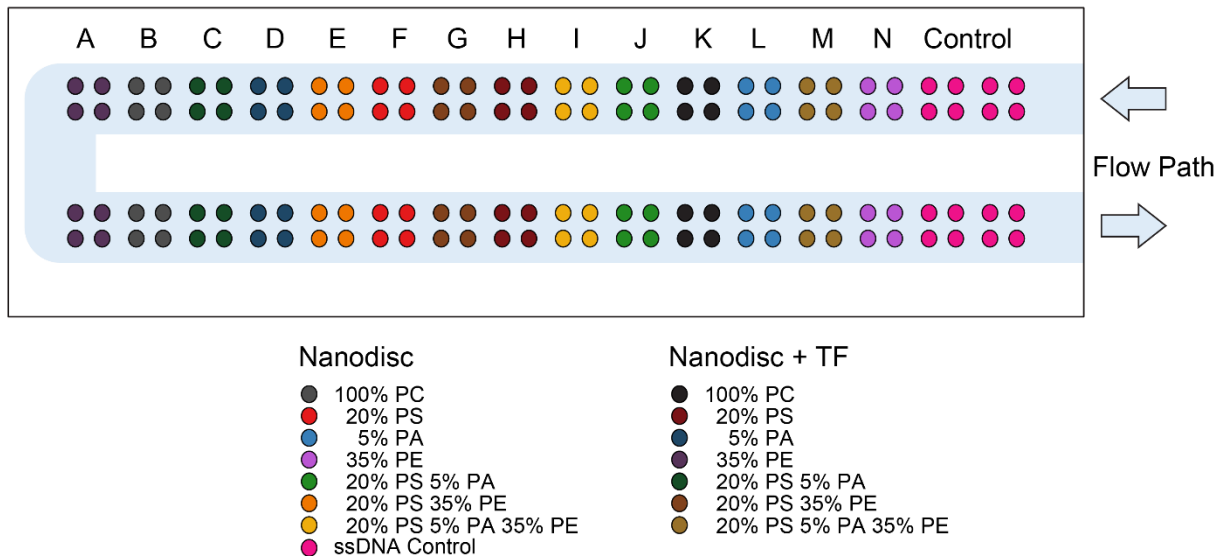 A B C D E F G H I J K L M N Control
Flow Path
Nanodisc
100% PC
20% PS
5% PA
35% PE
20% PS 5% PA
20% PS 35% PE
20% PS 5% PA 35% PE
ssDNA Control
Nanodisc + TF
100% PC
20% PS
5% PA
35% PE
20% PS 5% PA
20% PS 35% PE
20% PS 5% PA 35% PE